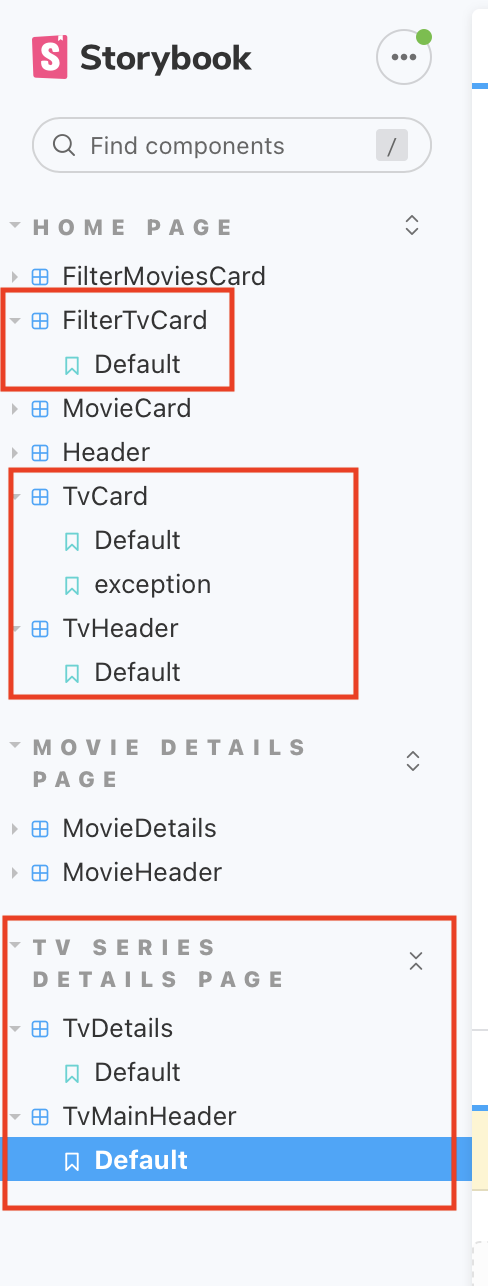 Storybook
Find components
/
HOME PAGE
FilterMoviesCard
FilterTvCard
Default
MovieCard
Header
TvCard
Default
exception
TvHeader
Default
MOVIE DETAILS
PAGE
MovieDetails
MovieHeader
TV SERIES
DETAILS PAGE
TvDetails
Default
TvMainHeader
Default